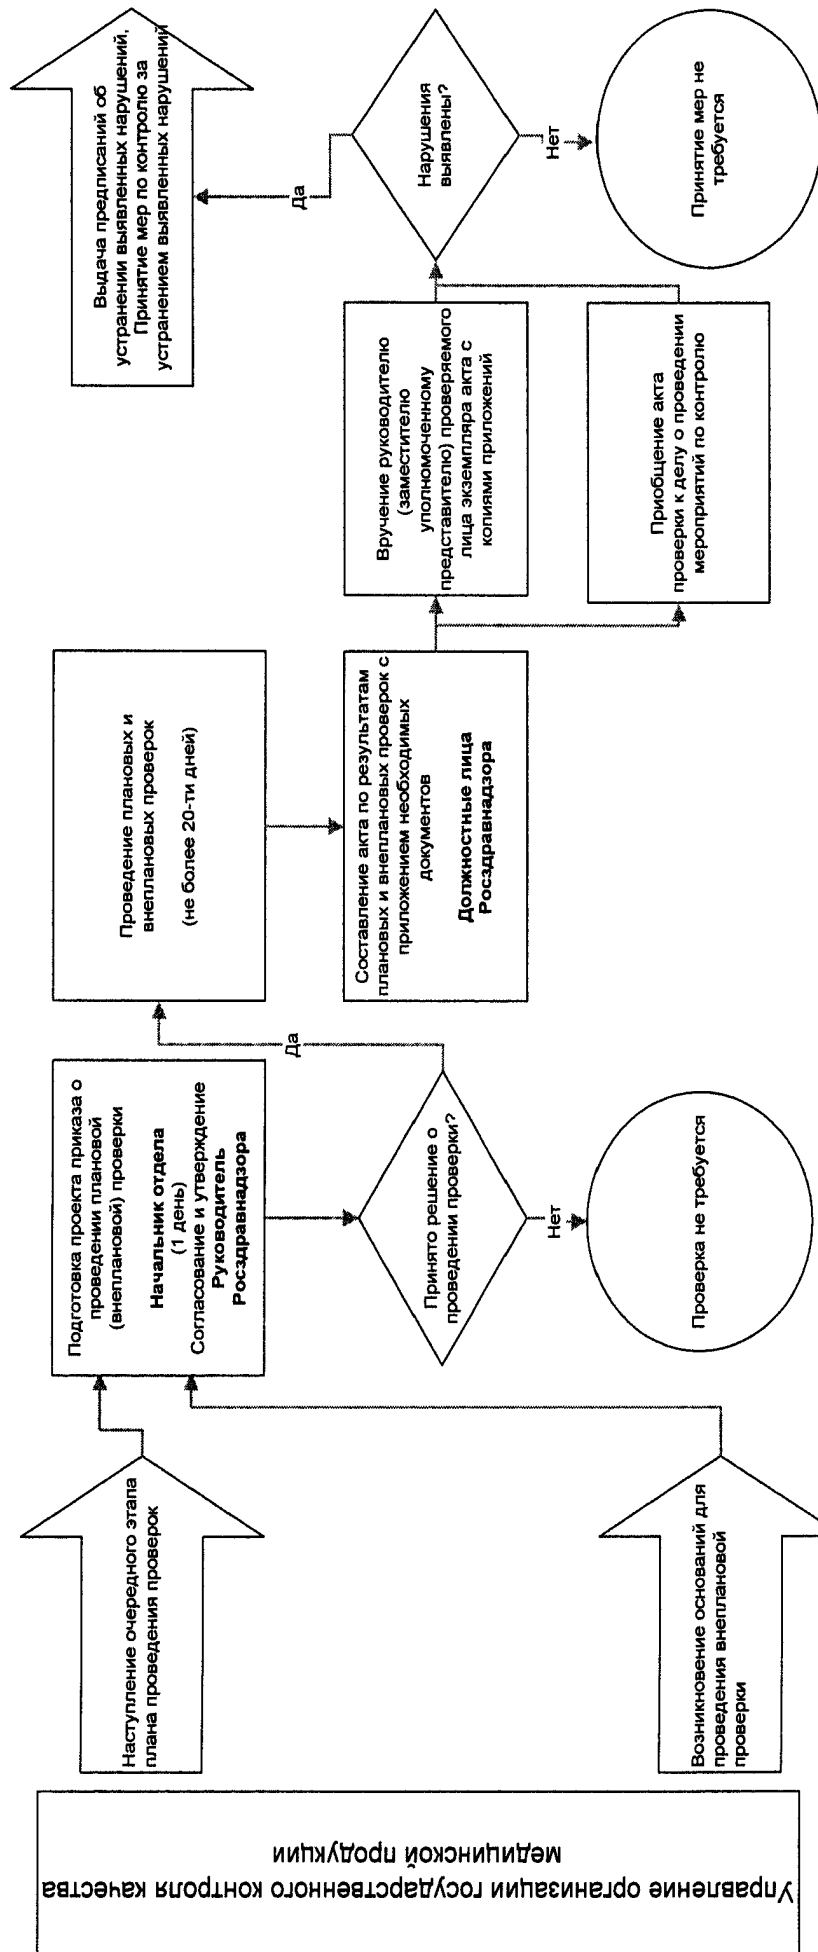 Управление организации государственного контроля качества
медицинской продукции
Наступление очередного этапа
плана проведения проверок
Возникновение оснований для
проведения внеплановой
проверки
Подготовка проекта приказа о
проведении плановой
(внеплановой) проверки
Начальник отдела
(1 день)
Согласование и утверждение
Руководитель
Росздравнадзора
Принято решение о
проведении проверки?
Да
Нет
Проверка не требуется
Проведение плановых и
внеплановых проверок
(не более 20-ти дней)
Составление акта по результатам
плановых и внеплановых проверок с
приложением необходимых
документов
Должностные лица
Росздравнадзора
Вручение руководителю
(заместителю
уполномоченному
представителю) проверяемого
лица экземпляра акта с
копиями приложений
Приобщение акта
проверки к делу о проведении
мероприятий по контролю
Нарушения
выявлены?
Да
Нет
Выдача предписаний об
устранении выявленных нарушений,
Принятие мер по контролю за
устранением выявленных нарушений
Принятие мер не
требуется